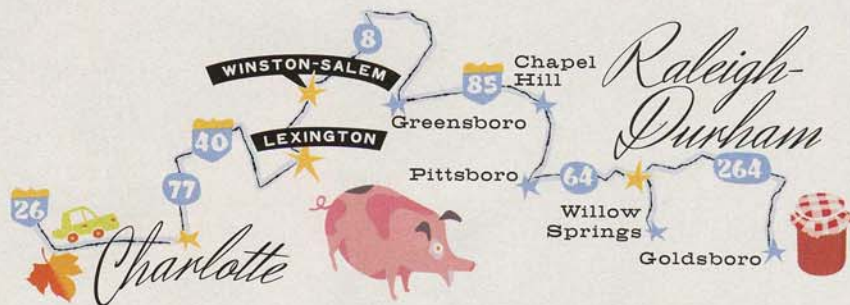 8
WINSTON-SALEM
85
Chapel
Hill
Raleigh-
Durham
Greensboro
40
LEXINGTON
77
Pittsboro
64
264
26
Willow
Springs
Goldsboro
Charlotte